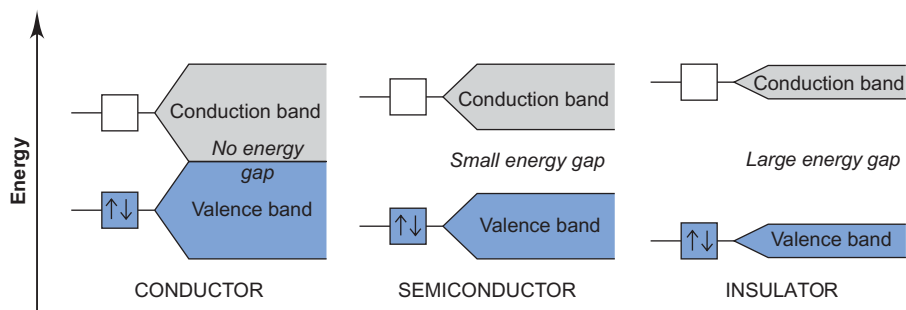 Energy
Conduction band
No energy
gap
Valence band
CONDUCTOR
Conduction band
Small energy gap
Valence band
SEMICONDUCTOR
Conduction band
Large energy gap
Valence band
INSULATOR